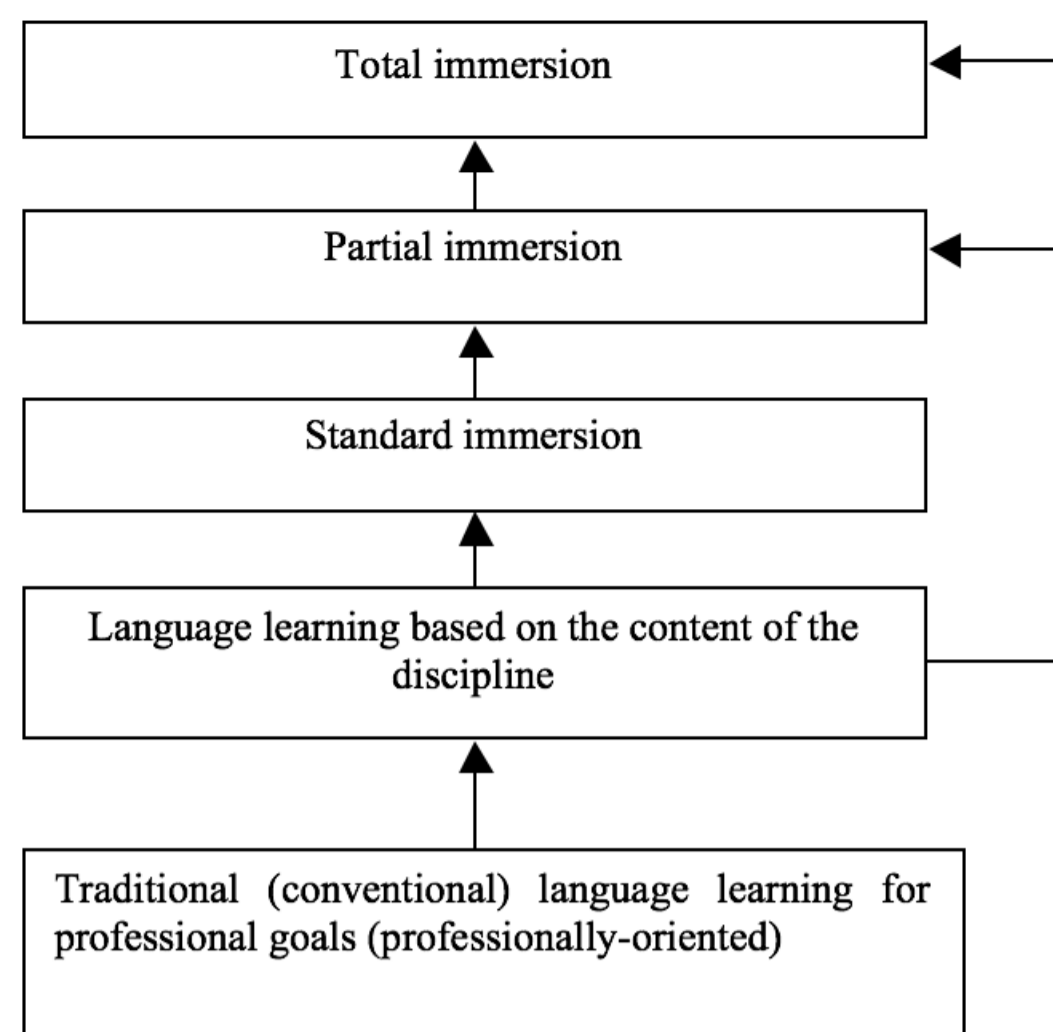 Total immersion
Partial immersion
Standard immersion
Language learning based on the content of the
discipline
Traditional (conventional) language learning for
professional goals (professionally-oriented)